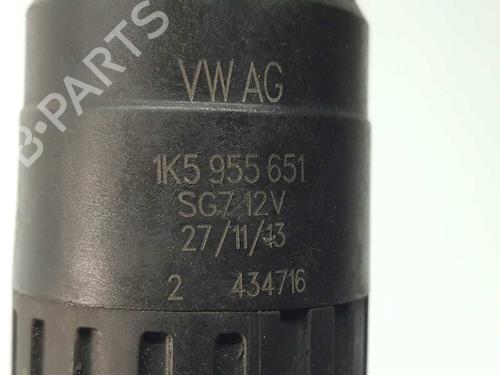 VW AG
1K5 955 651
SG7 12V
27/11/13
2 434716
B-PARTS